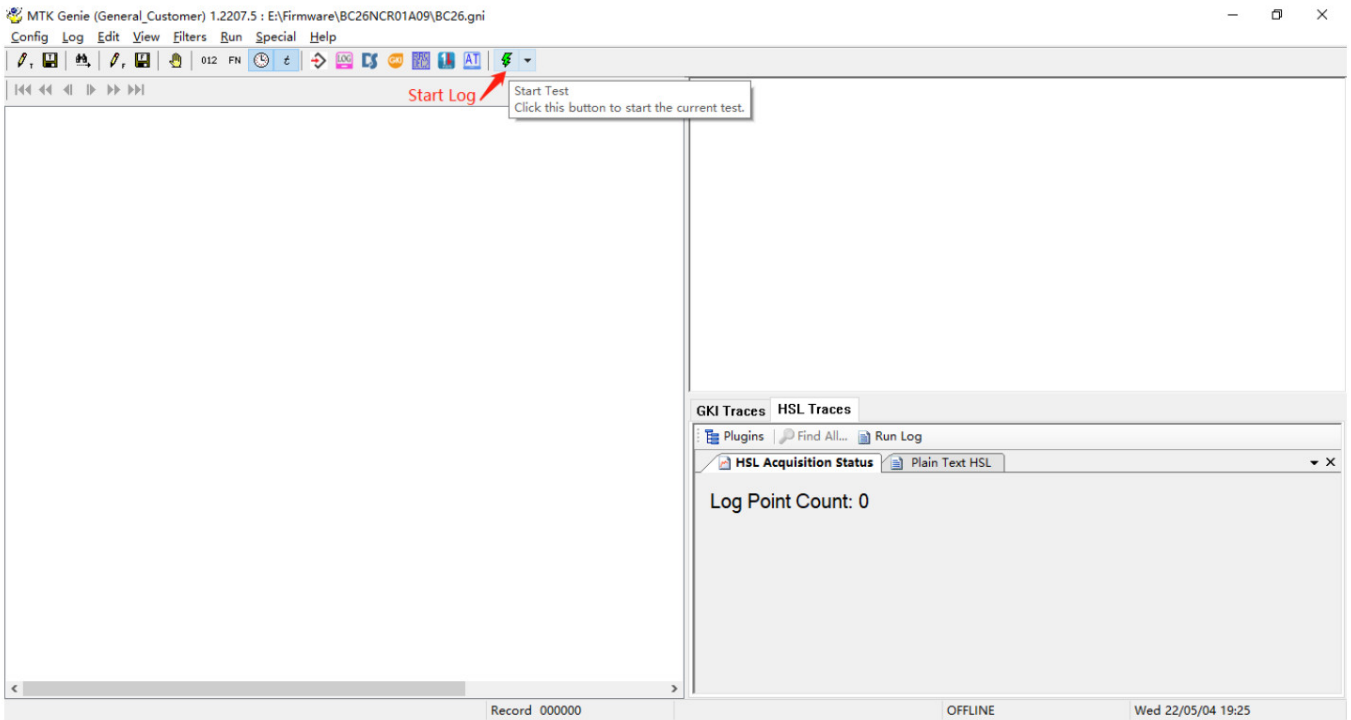 MTK Genie (General_Customer) 1.2207.5 : E:\Firmware\BC26NCR01A09\BC26.gni
Config Log Edit View Filters Run Special Help
012 FN t LOG GKI AT
Start Log
Start Test
Click this button to start the current test.
GKI Traces HSL Traces
Plugins Find All... Run Log
HSL Acquisition Status Plain Text HSL
Log Point Count: 0
Record 000000 OFFLINE Wed 22/05/04 19:25